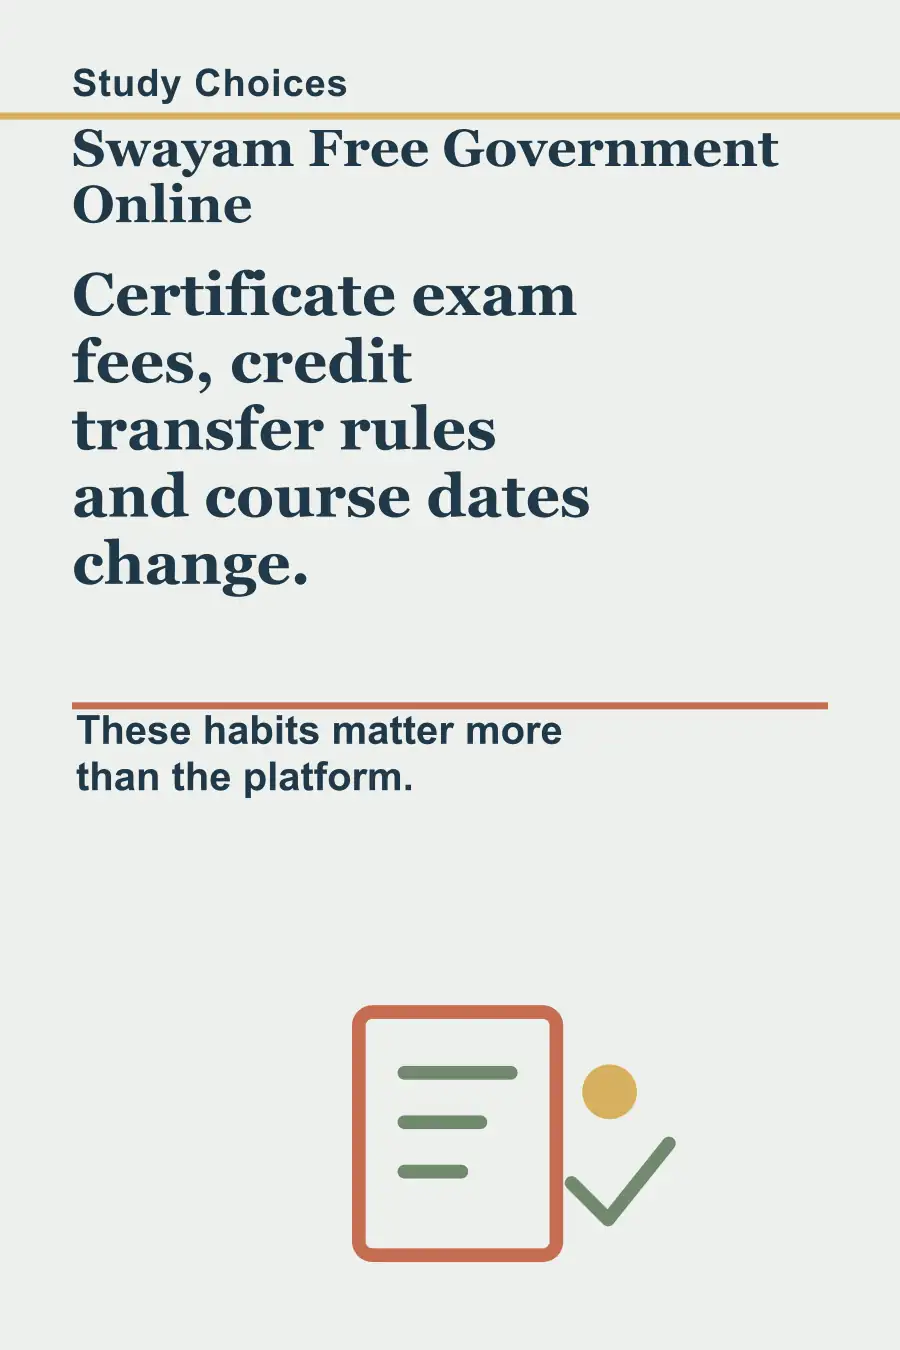 Study Choices
Swayam Free Government
Online
Certificate exam
fees, credit
transfer rules
and course dates
change.
These habits matter more
than the platform.